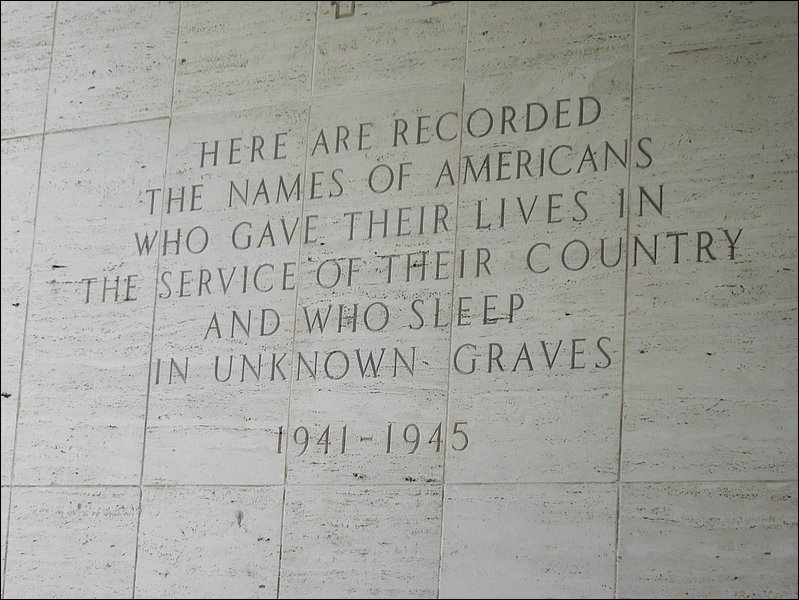 HERE ARE RECORDED
THE NAMES OF AMERICANS
WHO GAVE THEIR LIVES IN
THE SERVICE OF THEIR COUNTRY
AND WHO SLEEP
IN UNKNOWN GRAVES
1941-1945